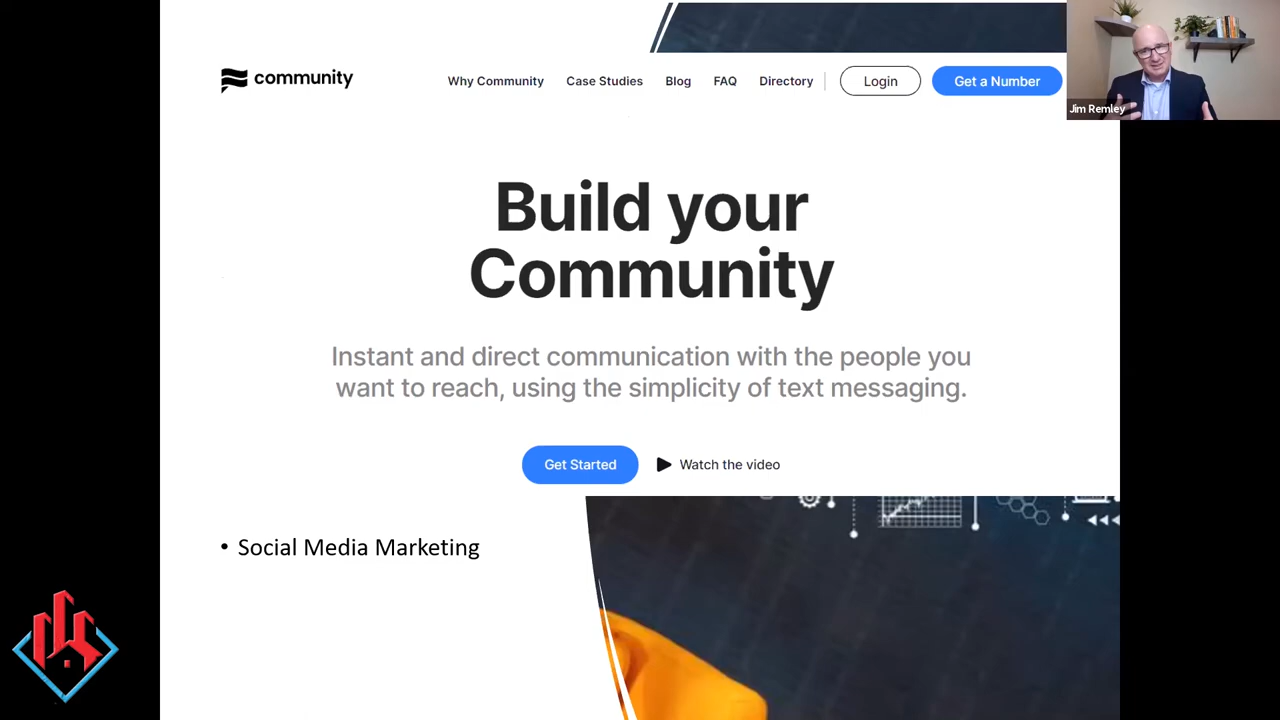 community
Why Community Case Studies Blog FAQ Directory Login Get a Number
Jim Remley
Build your
Community
Instant and direct communication with the people you
want to reach, using the simplicity of text messaging.
Get Started Watch the video
• Social Media Marketing